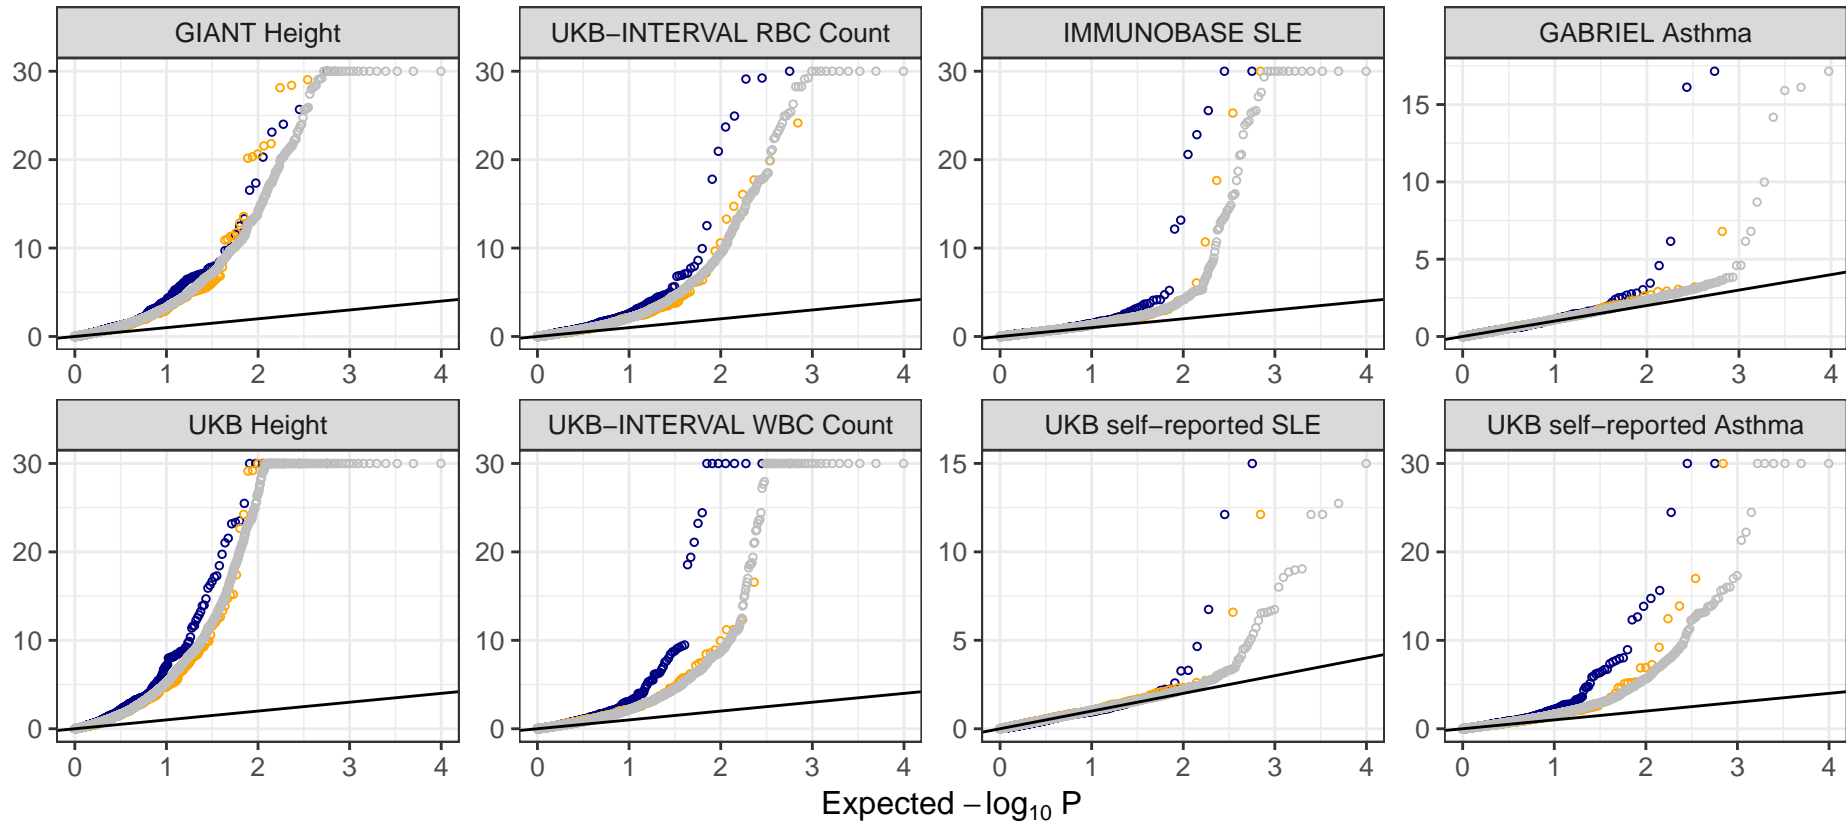 GIANT Height
UKB−INTERVAL RBC Count
IMMUNOBASE SLE
GABRIEL Asthma
30
20
10
0
0 1 2 3 4
30
20
10
0
0 1 2 3 4
30
20
10
0
0 1 2 3 4
15
10
5
0
0 1 2 3 4
UKB Height
UKB−INTERVAL WBC Count
UKB self−reported SLE
UKB self−reported Asthma
30
20
10
0
0 1 2 3 4
30
20
10
0
0 1 2 3 4
15
10
5
0
0 1 2 3 4
30
20
10
0
0 1 2 3 4
Expected −log₁₀ P